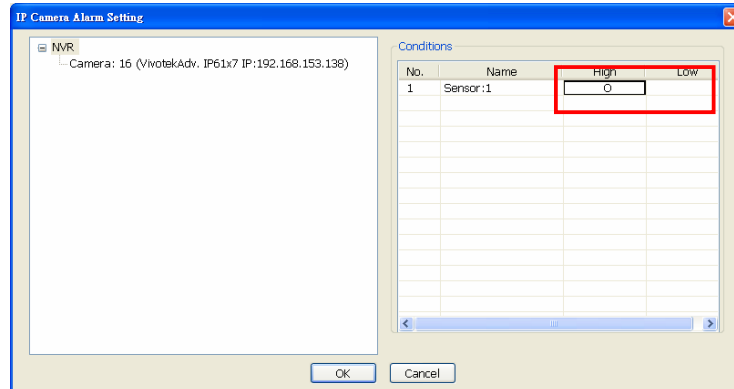 IP Camera Alarm Setting
NVR
Camera: 16 (VivotekAdv. IP61x7 IP:192.168.153.138)
Conditions
No. Name High Low
1 Sensor:1 O
OK Cancel